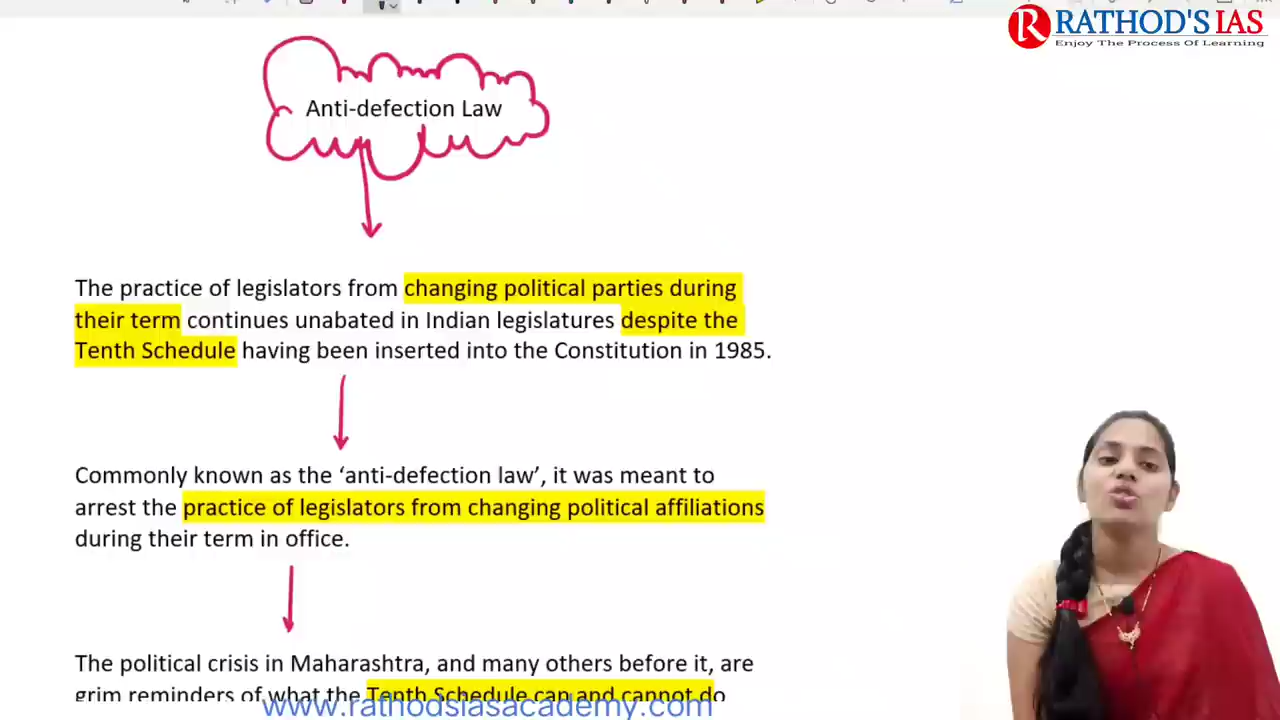 RATHOD'S IAS
Enjoy The Process Of Learning
Anti-defection Law
The practice of legislators from changing political parties during
their term continues unabated in Indian legislatures despite the
Tenth Schedule having been inserted into the Constitution in 1985.
Commonly known as the ‘anti-defection law’, it was meant to
arrest the practice of legislators from changing political affiliations
during their term in office.
The political crisis in Maharashtra, and many others before it, are
grim reminders of what the Tenth Schedule can and cannot do
www.rathodsiasacademy.com